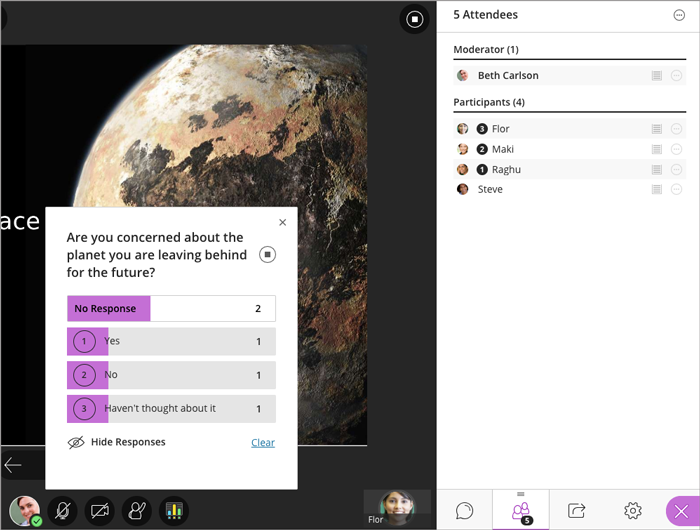 ace
Are you concerned about the
planet you are leaving behind
for the future?
No Response 2
1 Yes 1
2 No 1
3 Haven't thought about it 1
Hide Responses Clear
Flor
5 Attendees
Moderator (1)
Beth Carlson
Participants (4)
3 Flor
2 Maki
1 Raghu
Steve
5